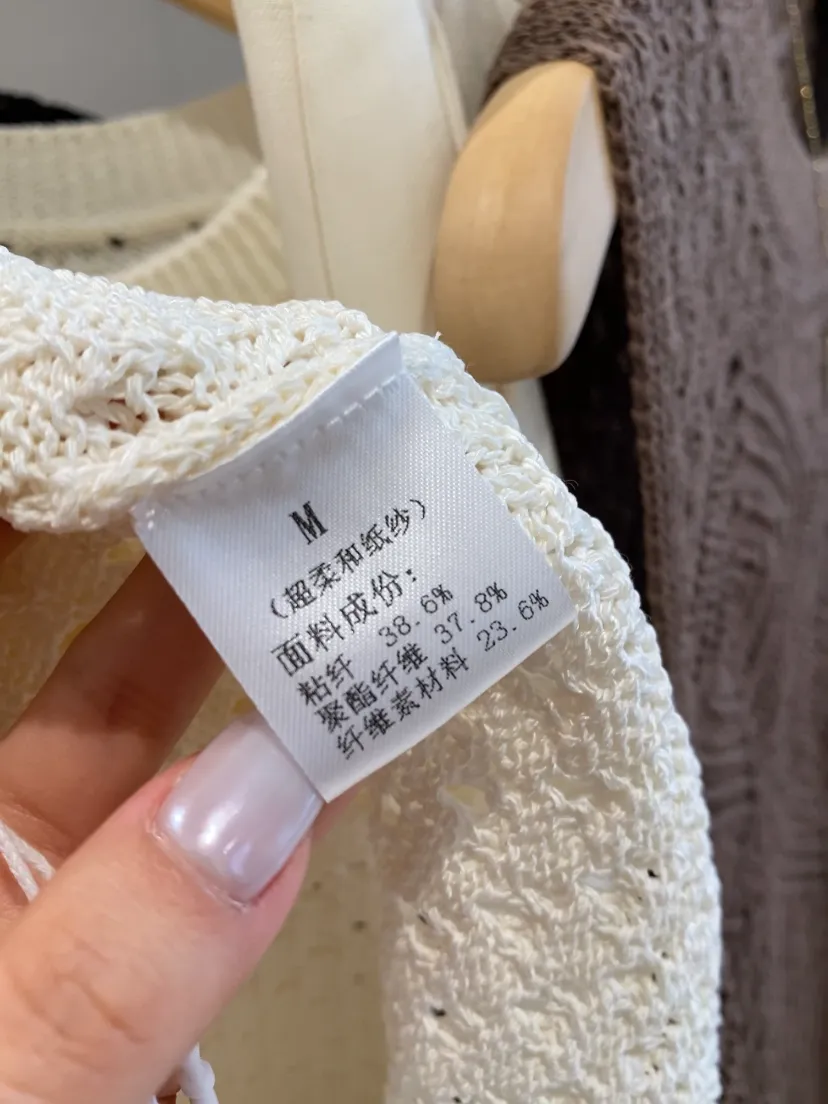 M
(超柔和纸纱)
面料成份:
粘纤 38.6%
聚酯纤维 37.8%
纤维素材料 23.6%